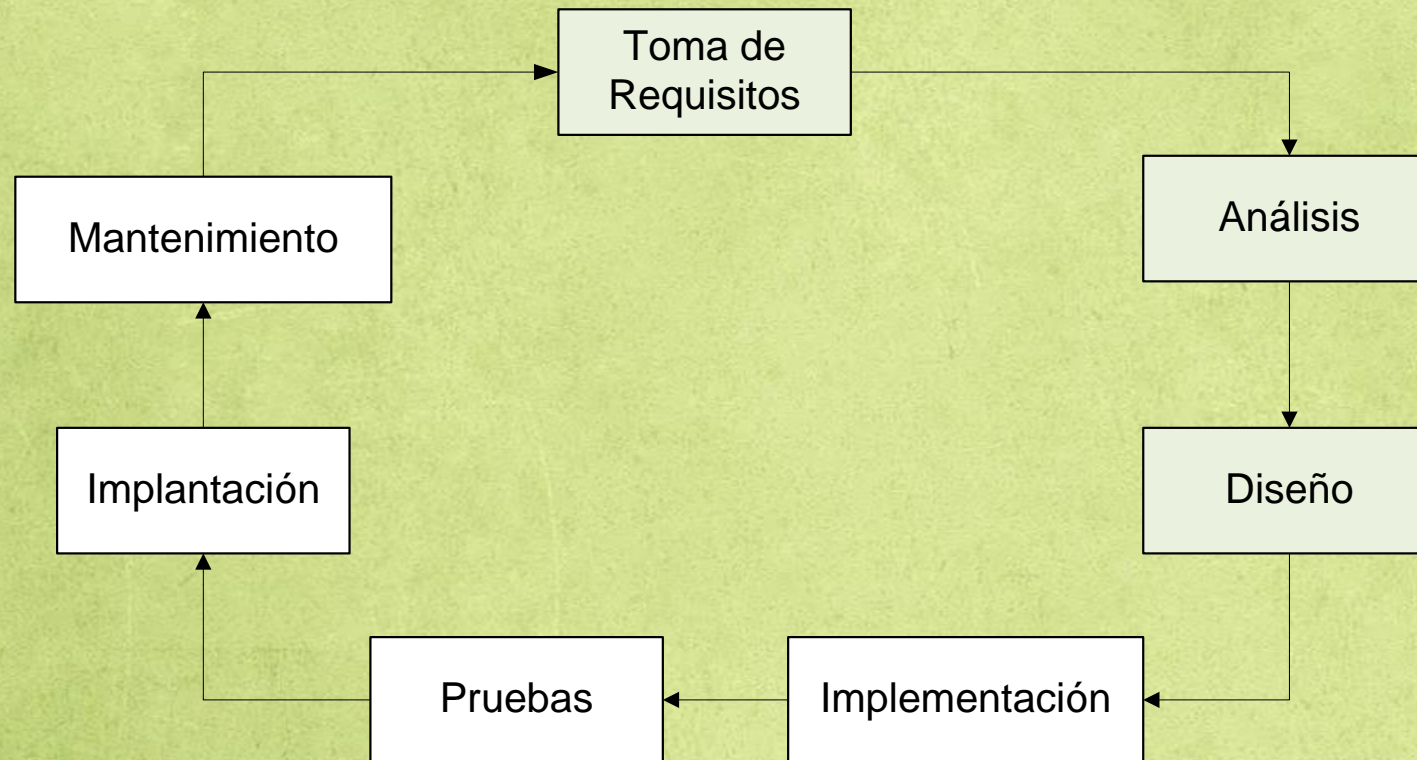 Toma de
Requisitos
Análisis
Mantenimiento
Diseño
Implantación
Pruebas
Implementación